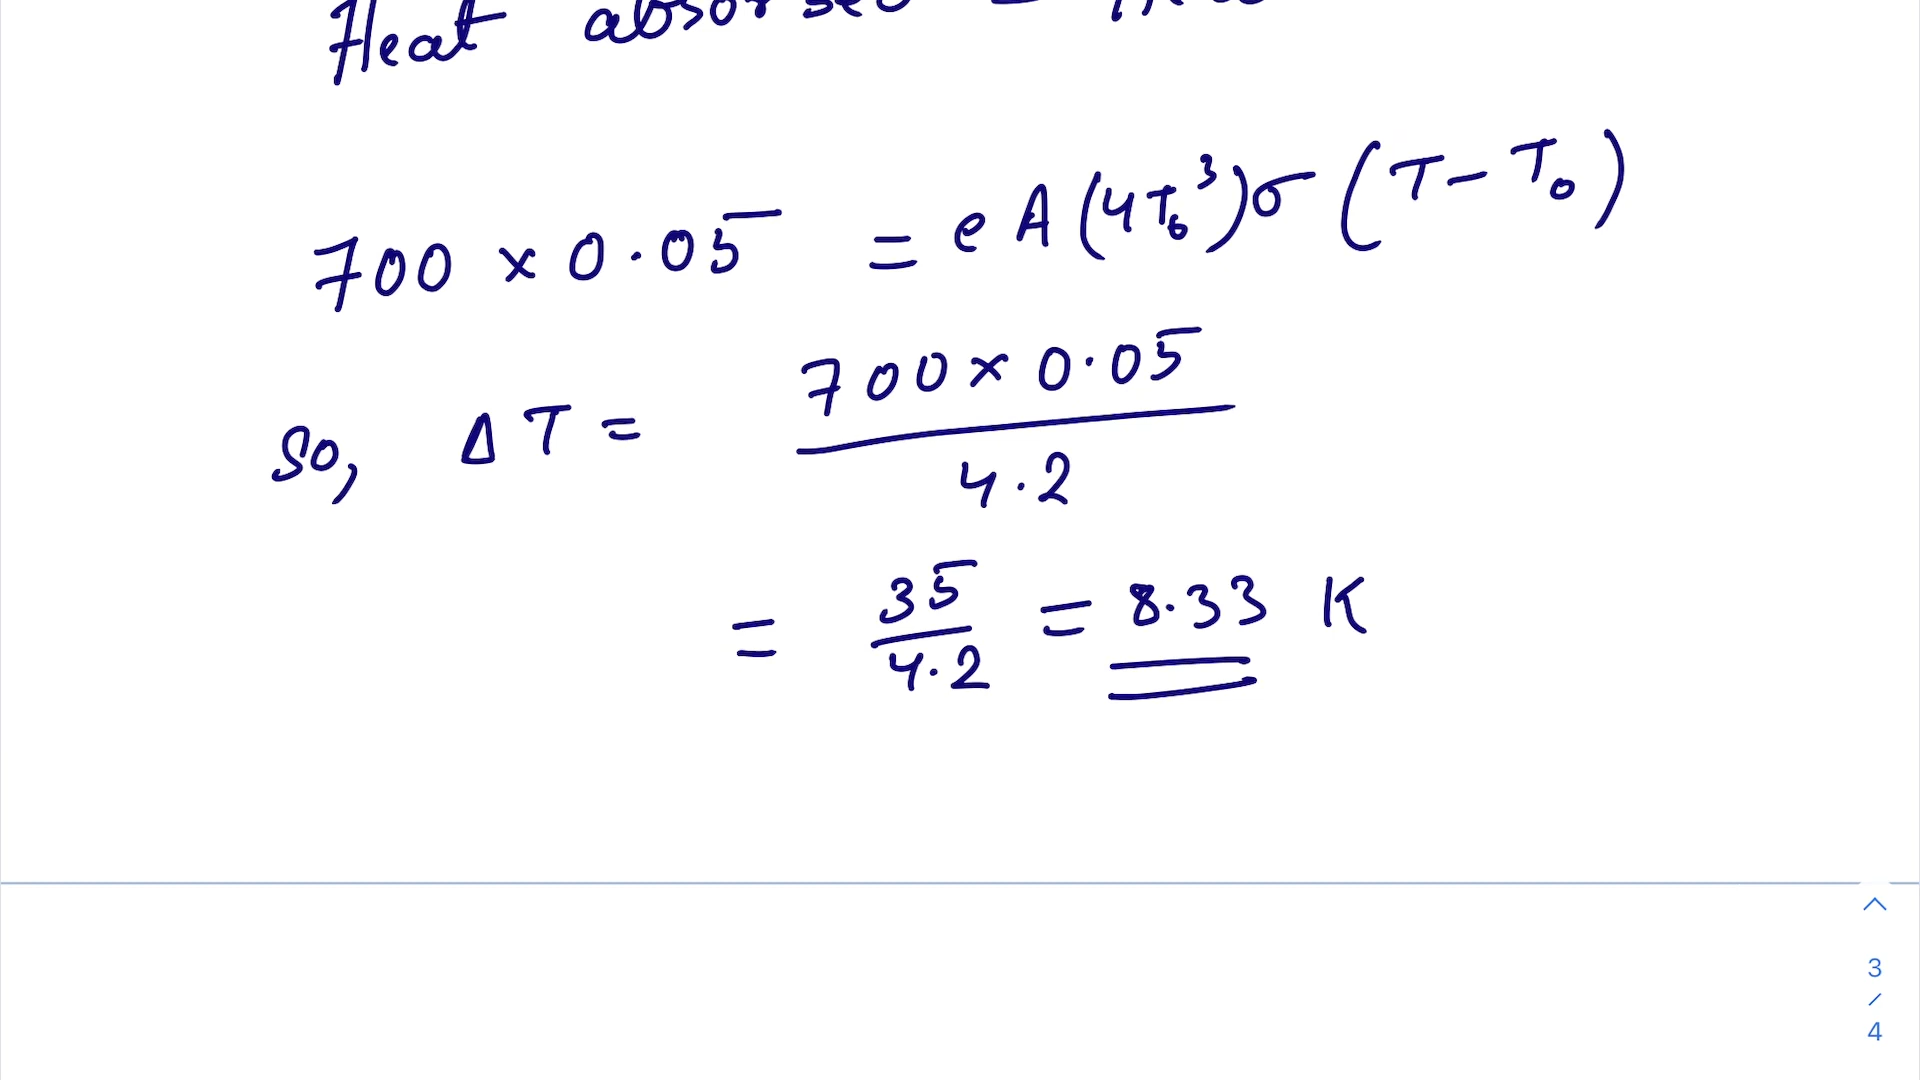 Heat absorbed =
700 × 0.05 = e A (4T₀³) σ (T - T₀)
So, ΔT = 700 × 0.05 / 4.2
= 35 / 4.2 = 8.33 K
3
/
4